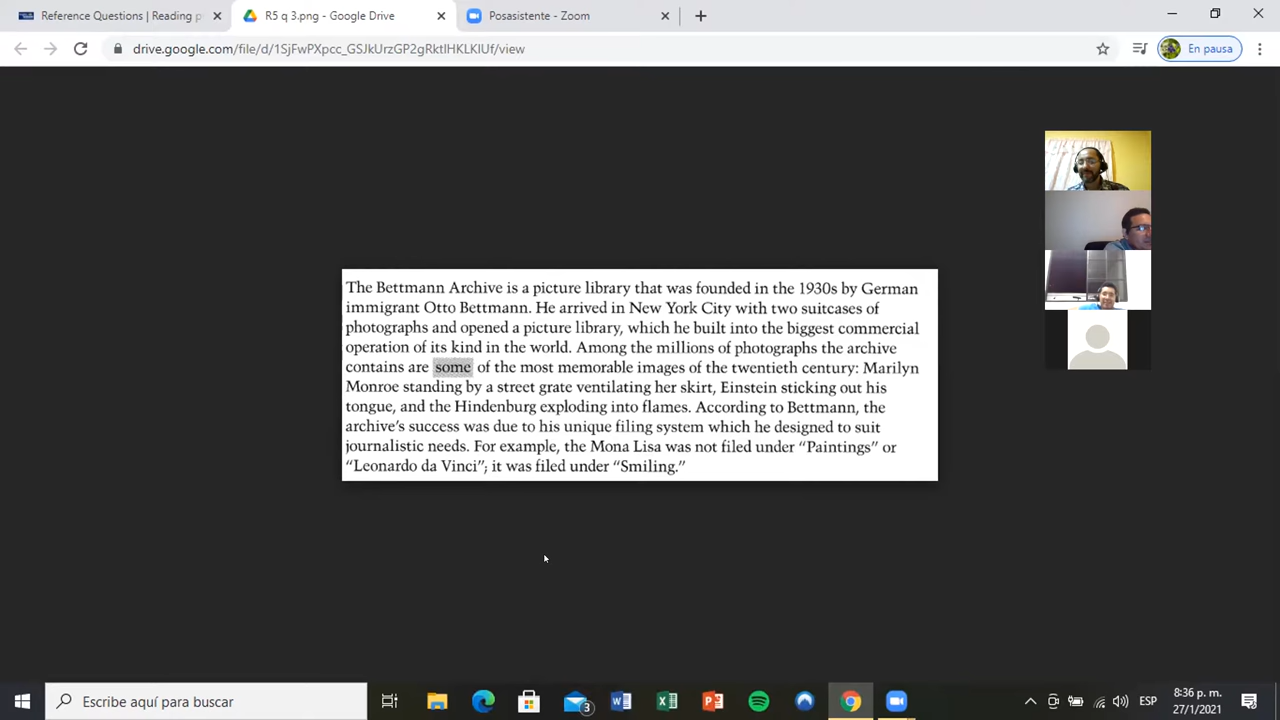 Reference Questions | Reading p
R5 q 3.png - Google Drive
Posasistente - Zoom
drive.google.com/file/d/1SjFwPXpcc_GSJkUrzGP2gRktIHKLKIUf/view
En pausa
The Bettmann Archive is a picture library that was founded in the 1930s by German
immigrant Otto Bettmann. He arrived in New York City with two suitcases of
photographs and opened a picture library, which he built into the biggest commercial
operation of its kind in the world. Among the millions of photographs the archive
contains are some of the most memorable images of the twentieth century: Marilyn
Monroe standing by a street grate ventilating her skirt, Einstein sticking out his
tongue, and the Hindenburg exploding into flames. According to Bettmann, the
archive's success was due to his unique filing system which he designed to suit
journalistic needs. For example, the Mona Lisa was not filed under “Paintings” or
“Leonardo da Vinci”; it was filed under “Smiling.”
Escribe aquí para buscar
3
ESP
8:36 p. m.
27/1/2021